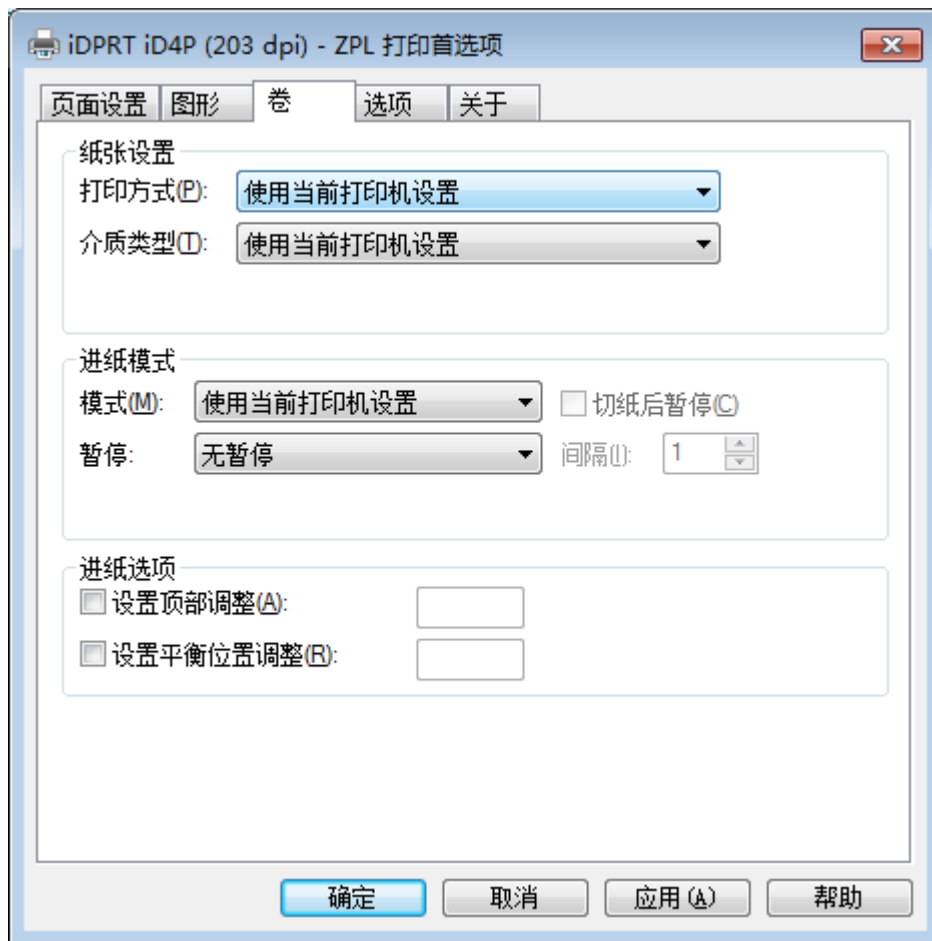 iDPRT iD4P (203 dpi) - ZPL 打印首选项
页面设置 图形 卷 选项 关于
纸张设置
打印方式(P): 使用当前打印机设置
介质类型(T): 使用当前打印机设置
进纸模式
模式(M): 使用当前打印机设置 切纸后暂停(C)
暂停: 无暂停 间隔(I): 1
进纸选项
设置顶部调整(A):
设置平衡位置调整(R):
确定 取消 应用(A) 帮助